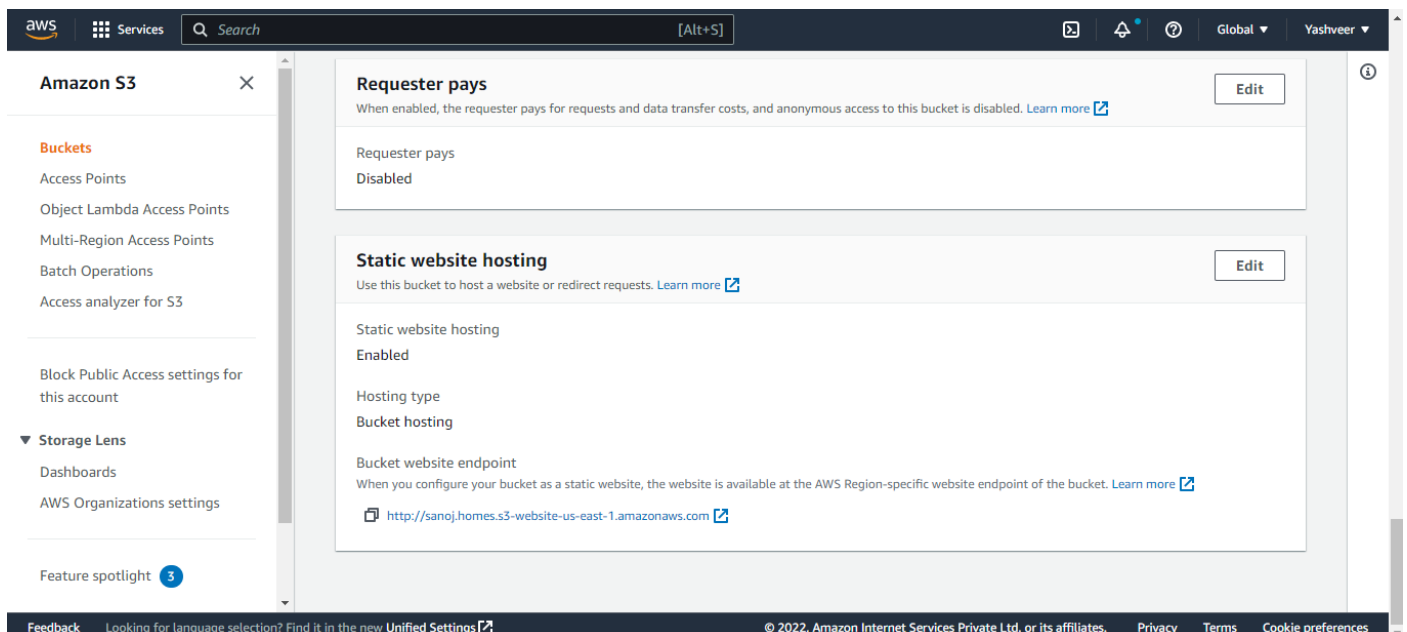 aws
Services
Search
[Alt+S]
Global
Yashveer
Amazon S3
Buckets
Access Points
Object Lambda Access Points
Multi-Region Access Points
Batch Operations
Access analyzer for S3
Block Public Access settings for
this account
Storage Lens
Dashboards
AWS Organizations settings
Feature spotlight 3
Requester pays
Edit
When enabled, the requester pays for requests and data transfer costs, and anonymous access to this bucket is disabled. Learn more
Requester pays
Disabled
Static website hosting
Edit
Use this bucket to host a website or redirect requests. Learn more
Static website hosting
Enabled
Hosting type
Bucket hosting
Bucket website endpoint
When you configure your bucket as a static website, the website is available at the AWS Region-specific website endpoint of the bucket. Learn more
http://sanoj.homes.s3-website-us-east-1.amazonaws.com
Feedback
Looking for language selection? Find it in the new Unified Settings
© 2022, Amazon Internet Services Private Ltd. or its affiliates.
Privacy
Terms
Cookie preferences